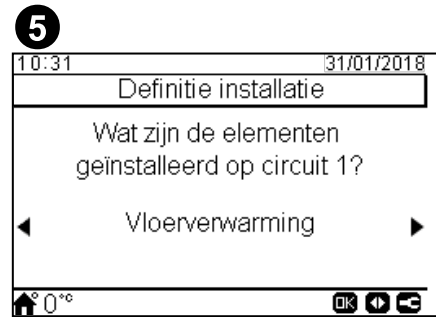 5
10:31 31/01/2018
Definitie installatie
Wat zijn de elementen
geïnstalleerd op circuit 1?
Vloerverwarming
0°c
OK